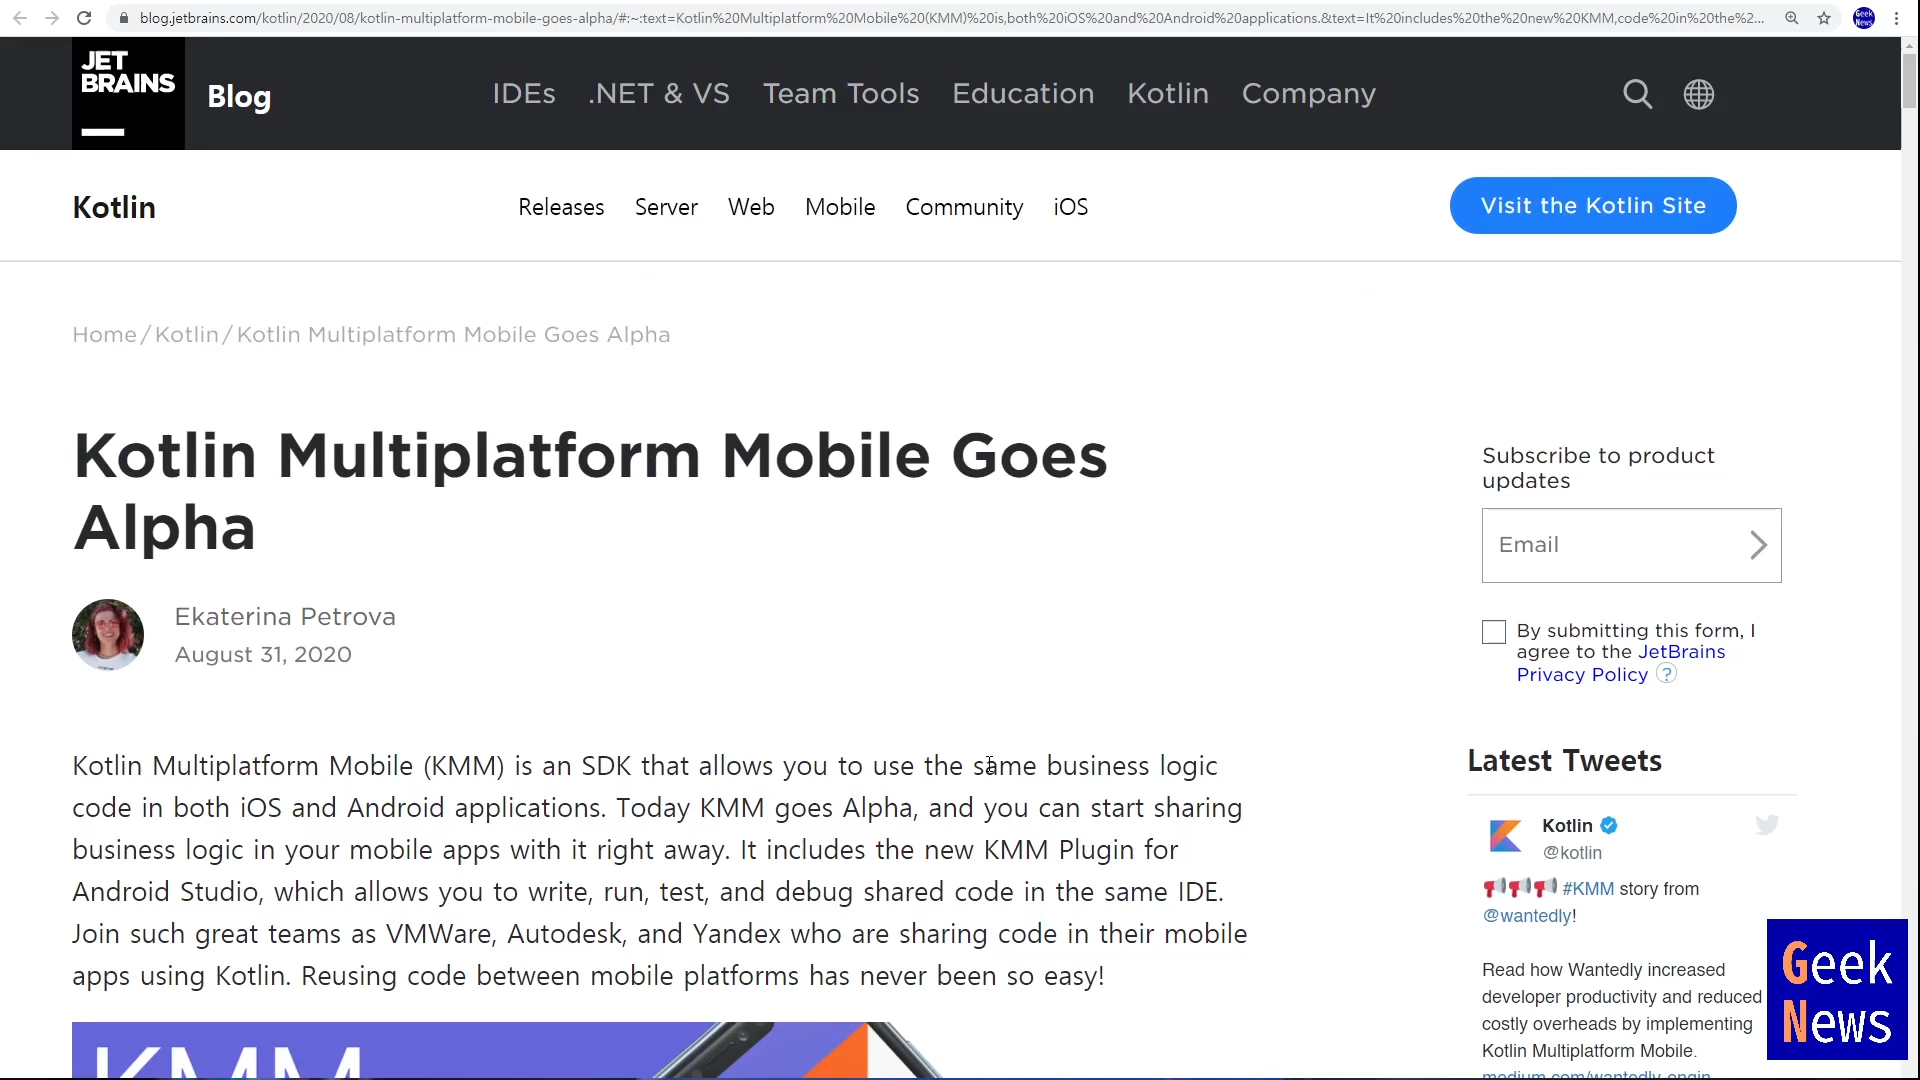 blog.jetbrains.com/kotlin/2020/08/kotlin-multiplatform-mobile-goes-alpha/#:~:text=Kotlin%20Multiplatform%20Mobile%20(KMM)%20is,both%20iOS%20and%20Android%20applications.&text=It%20includes%20the%20new%20KMM,code%20in%20the%2...
JET
BRAINS
Blog
IDEs .NET & VS Team Tools Education Kotlin Company
Kotlin
Releases Server Web Mobile Community iOS
Visit the Kotlin Site
Home / Kotlin / Kotlin Multiplatform Mobile Goes Alpha
Kotlin Multiplatform Mobile Goes
Alpha
Ekaterina Petrova
August 31, 2020
Kotlin Multiplatform Mobile (KMM) is an SDK that allows you to use the same business logic
code in both iOS and Android applications. Today KMM goes Alpha, and you can start sharing
business logic in your mobile apps with it right away. It includes the new KMM Plugin for
Android Studio, which allows you to write, run, test, and debug shared code in the same IDE.
Join such great teams as VMWare, Autodesk, and Yandex who are sharing code in their mobile
apps using Kotlin. Reusing code between mobile platforms has never been so easy!
KMM
Subscribe to product
updates
Email
By submitting this form, I
agree to the JetBrains
Privacy Policy ?
Latest Tweets
Kotlin
@kotlin
#KMM story from
@wantedly!
Read how Wantedly increased
developer productivity and reduced
costly overheads by implementing
Kotlin Multiplatform Mobile.
medium.com/wantedly-engin
Geek
News